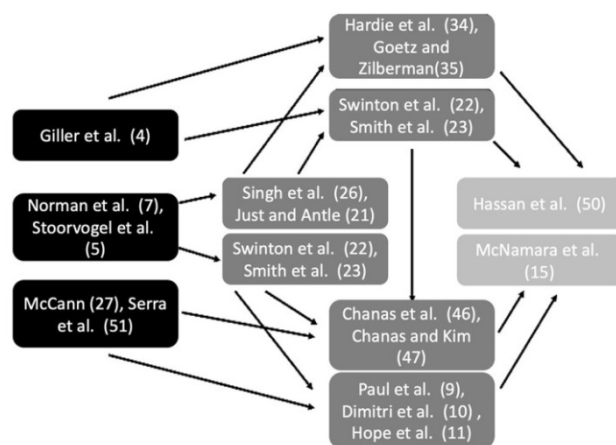 Hardie et al. (34),
Goetz and
Zilberman(35)
Swinton et al. (22),
Smith et al. (23)
Giller et al. (4)
Norman et al. (7),
Stoorvogel et al.
(5)
Singh et al. (26),
Just and Antle (21)
Swinton et al. (22),
Smith et al. (23)
Hassan et al. (50)
McNamara et al.
(15)
McCann (27), Serra
et al. (51)
Chanas et al. (46),
Chanas and Kim
(47)
Paul et al. (9),
Dimitri et al. (10) ,
Hope et al. (11)